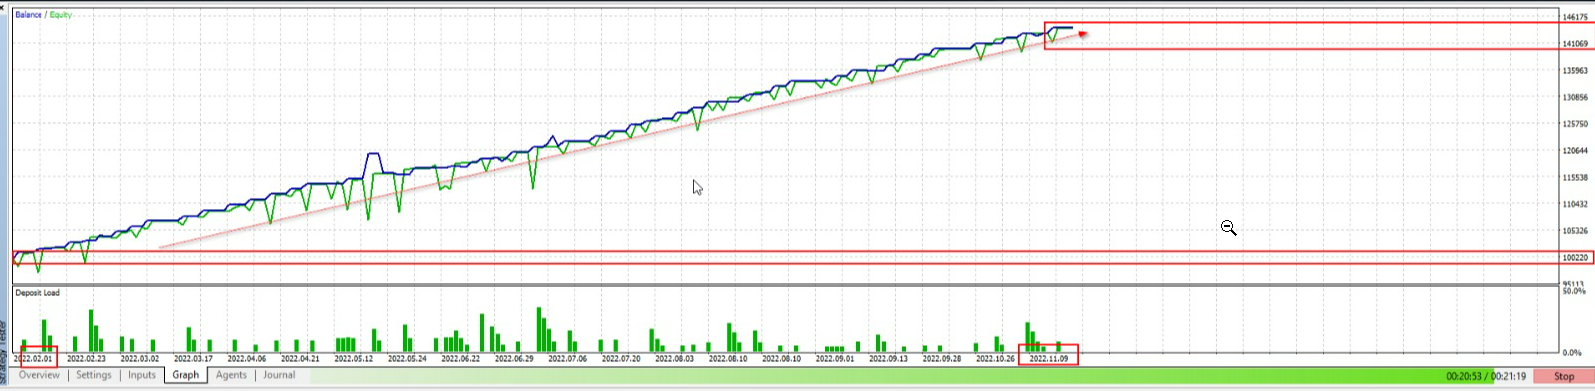 Balance / Equity
146175
141069
135963
130856
125750
120644
115538
110432
105326
100220
95113
Deposit Load
50.0%
0.0%
2022.02.01 2022.02.23 2022.03.02 2022.03.17 2022.04.06 2022.04.21 2022.05.12 2022.05.24 2022.06.22 2022.06.29 2022.07.06 2022.07.20 2022.08.03 2022.08.10 2022.08.10 2022.09.01 2022.09.13 2022.09.28 2022.10.26 2022.11.09
Strategy Tester
Overview | Settings | Inputs | Graph | Agents | Journal
00:20:53 / 00:21:19 Stop